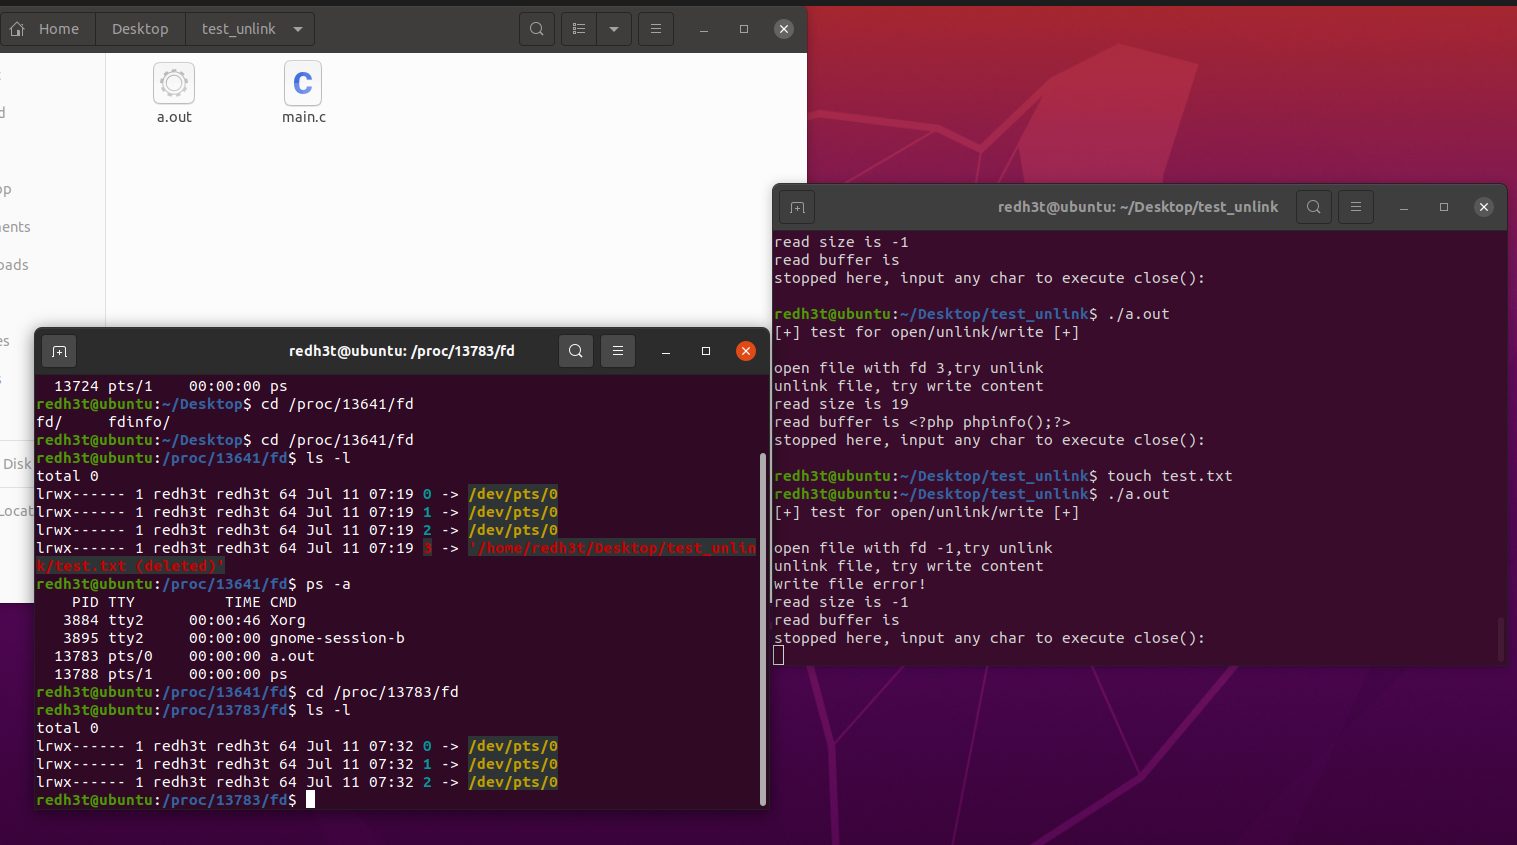 Home Desktop test_unlink
a.out main.c
d
op
nents
oads
es
s
Disk
Locat
redh3t@ubuntu: ~/Desktop/test_unlink
read size is -1
read buffer is
stopped here, input any char to execute close():
redh3t@ubuntu:~/Desktop/test_unlink$ ./a.out
[+] test for open/unlink/write [+]
open file with fd 3,try unlink
unlink file, try write content
read size is 19
read buffer is <?php phpinfo();?>
stopped here, input any char to execute close():
redh3t@ubuntu:~/Desktop/test_unlink$ touch test.txt
redh3t@ubuntu:~/Desktop/test_unlink$ ./a.out
[+] test for open/unlink/write [+]
open file with fd -1,try unlink
unlink file, try write content
write file error!
read size is -1
read buffer is
stopped here, input any char to execute close():
redh3t@ubuntu: /proc/13783/fd
13724 pts/1 00:00:00 ps
redh3t@ubuntu:~/Desktop$ cd /proc/13641/fd
fd/ fdinfo/
redh3t@ubuntu:~/Desktop$ cd /proc/13641/fd
redh3t@ubuntu:/proc/13641/fd$ ls -l
total 0
lrwx------ 1 redh3t redh3t 64 Jul 11 07:19 0 -> /dev/pts/0
lrwx------ 1 redh3t redh3t 64 Jul 11 07:19 1 -> /dev/pts/0
lrwx------ 1 redh3t redh3t 64 Jul 11 07:19 2 -> /dev/pts/0
lrwx------ 1 redh3t redh3t 64 Jul 11 07:19 3 -> '/home/redh3t/Desktop/test_unlin
k/test.txt (deleted)'
redh3t@ubuntu:/proc/13641/fd$ ps -a
PID TTY TIME CMD
3884 tty2 00:00:46 Xorg
3895 tty2 00:00:00 gnome-session-b
13783 pts/0 00:00:00 a.out
13788 pts/1 00:00:00 ps
redh3t@ubuntu:/proc/13641/fd$ cd /proc/13783/fd
redh3t@ubuntu:/proc/13783/fd$ ls -l
total 0
lrwx------ 1 redh3t redh3t 64 Jul 11 07:32 0 -> /dev/pts/0
lrwx------ 1 redh3t redh3t 64 Jul 11 07:32 1 -> /dev/pts/0
lrwx------ 1 redh3t redh3t 64 Jul 11 07:32 2 -> /dev/pts/0
redh3t@ubuntu:/proc/13783/fd$